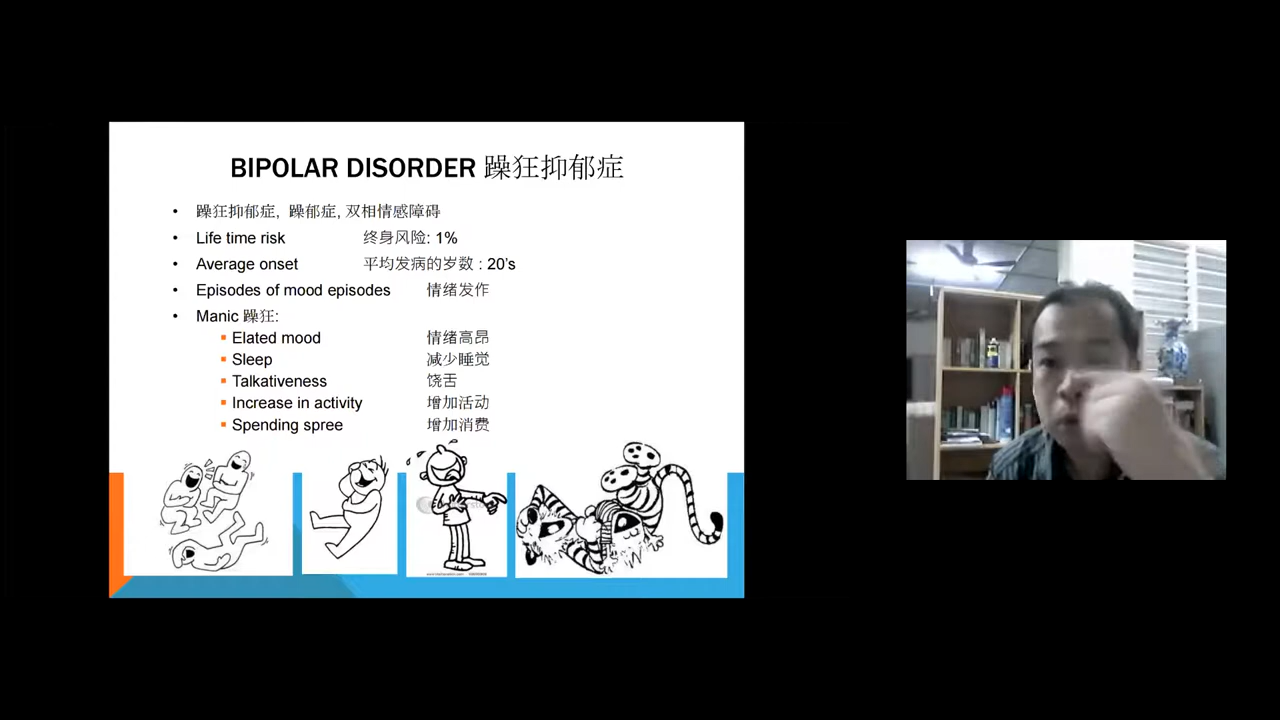 BIPOLAR DISORDER 躁狂抑郁症
• 躁狂抑郁症, 躁郁症, 双相情感障碍
• Life time risk 终身风险: 1%
• Average onset 平均发病的岁数 : 20's
• Episodes of mood episodes 情绪发作
• Manic 躁狂:
▪ Elated mood 情绪高昂
▪ Sleep 减少睡觉
▪ Talkativeness 饶舌
▪ Increase in activity 增加活动
▪ Spending spree 增加消费